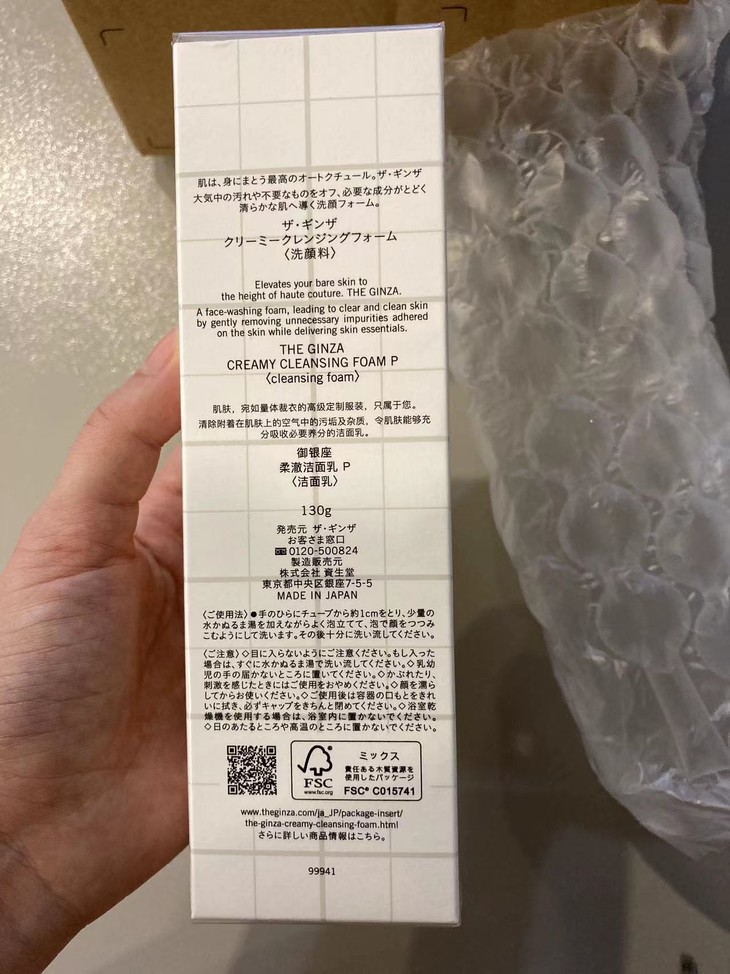 肌は、身にまとう最高のオートクチュール。ザ・ギンザ
大気中の汚れや不要なものをオフ、必要な成分がとどく
清らかな肌へ導く洗顔フォーム。
ザ・ギンザ
クリーミークレンジングフォーム
〈洗顔料〉
Elevates your bare skin to
the height of haute couture. THE GINZA.
A face-washing foam, leading to clear and clean skin
by gently removing unnecessary impurities adhered
on the skin while delivering skin essentials.
THE GINZA
CREAMY CLEANSING FOAM P
〈cleansing foam〉
肌肤，宛如量体裁衣的高级定制服装，只属于您。
清除附着在肌肤上的空气中的污垢及杂质，令肌肤能够充
分吸收必要养分的洁面乳。
御银座
柔澈洁面乳 P
〈洁面乳〉
130g
発売元 ザ・ギンザ
お客さま窓口
0120-500824
製造販売元
株式会社 資生堂
東京都中央区銀座7-5-5
MADE IN JAPAN
〈ご使用法〉●手のひらにチューブから約1cmをとり、少量の
水かぬるま湯を加えながらよく泡立てて、泡で顔をつつみ
こむようにして洗います。その後十分に洗い流してください。
〈ご注意〉◇目に入らないようにご注意ください。もし入った
場合は、すぐに水かぬるま湯で洗い流してください。◇乳幼
児の手の届かないところに置いてください。◇かぶれたり、
刺激を感じたときにはご使用をおやめください。◇顔を濡ら
してからお使いください。◇ご使用後は容器の口もとをきれ
いに拭き、必ずキャップをきちんと閉めてください。◇浴室乾
燥機を使用する場合は、浴室内に置かないでください。
◇日のあたるところや高温のところに置かないでください。
FSC
www.fsc.org
ミックス
責任ある木質資源を
使用したパッケージ
FSC® C015741
www.theginza.com/ja_JP/package-insert/
the-ginza-creamy-cleansing-foam.html
さらに詳しい商品情報はこちら。
99941